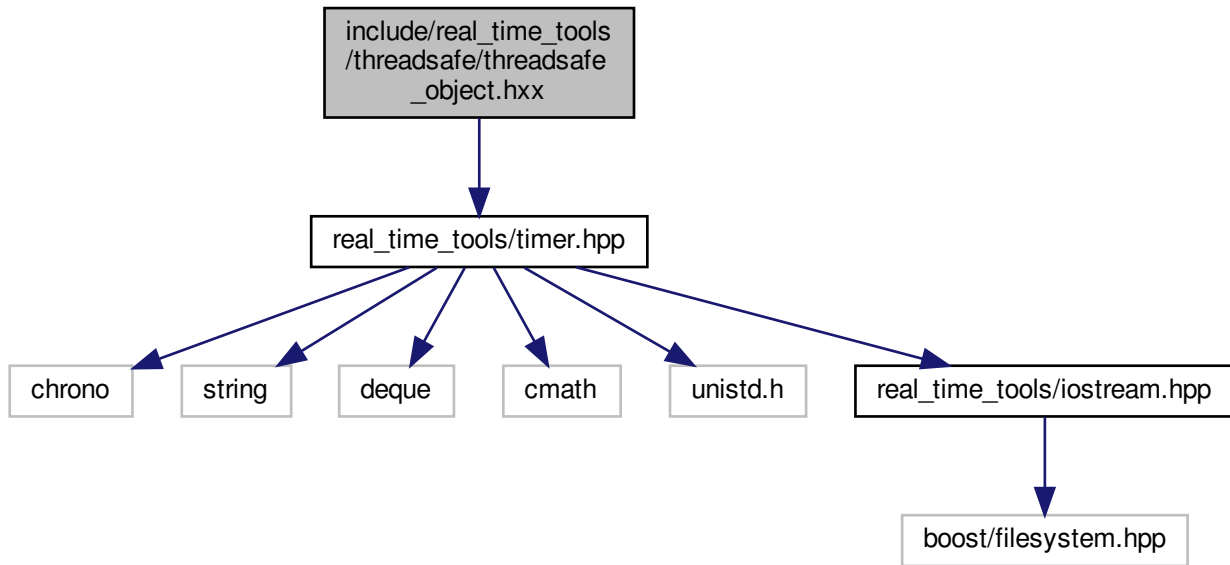 include/real_time_tools
/threadsafe/threadsafe
_object.hxx
real_time_tools/timer.hpp
chrono
string
deque
cmath
unistd.h
real_time_tools/iostream.hpp
boost/filesystem.hpp